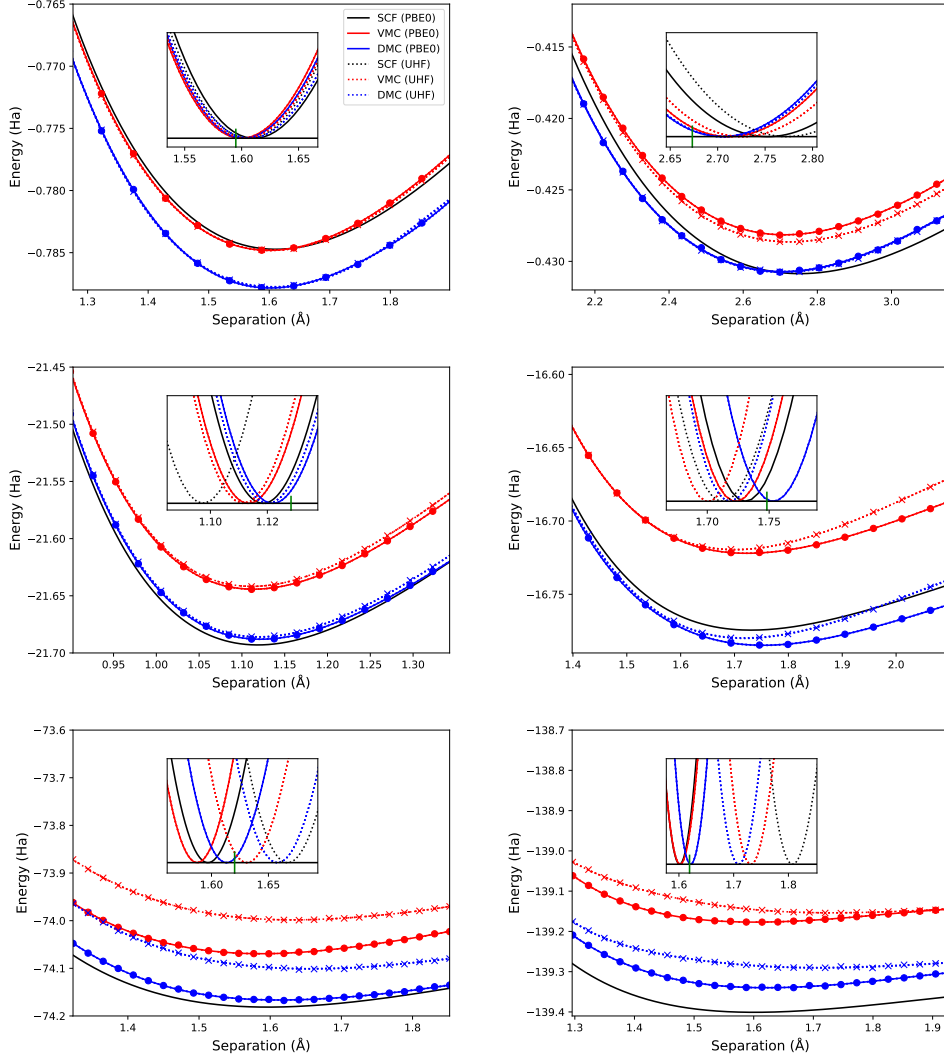 −0.765
−0.770
−0.775
−0.780
−0.785
Energy (Ha)
1.3 1.4 1.5 1.6 1.7 1.8
Separation (Å)
1.55 1.60 1.65
SCF (PBE0)
VMC (PBE0)
DMC (PBE0)
SCF (UHF)
VMC (UHF)
DMC (UHF)
−0.415
−0.420
−0.425
−0.430
Energy (Ha)
2.2 2.4 2.6 2.8 3.0
Separation (Å)
2.65 2.70 2.75 2.80
−21.45
−21.50
−21.55
−21.60
−21.65
−21.70
Energy (Ha)
0.95 1.00 1.05 1.10 1.15 1.20 1.25 1.30
Separation (Å)
1.10 1.12
−16.60
−16.65
−16.70
−16.75
Energy (Ha)
1.4 1.5 1.6 1.7 1.8 1.9 2.0
Separation (Å)
1.70 1.75
−73.6
−73.7
−73.8
−73.9
−74.0
−74.1
−74.2
Energy (Ha)
1.4 1.5 1.6 1.7 1.8
Separation (Å)
1.60 1.65
−138.7
−138.8
−138.9
−139.0
−139.1
−139.2
−139.3
−139.4
Energy (Ha)
1.3 1.4 1.5 1.6 1.7 1.8 1.9
Separation (Å)
1.6 1.7 1.8